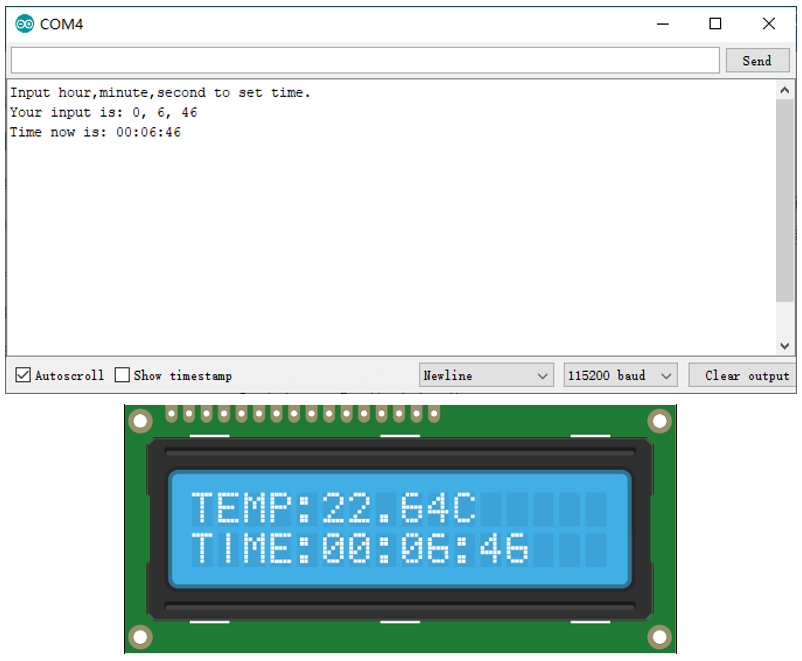 COM4
Send
Input hour,minute,second to set time.
Your input is: 0, 6, 46
Time now is: 00:06:46
Autoscroll Show timestamp Newline 115200 baud Clear output
TEMP:22.64C
TIME:00:06:46